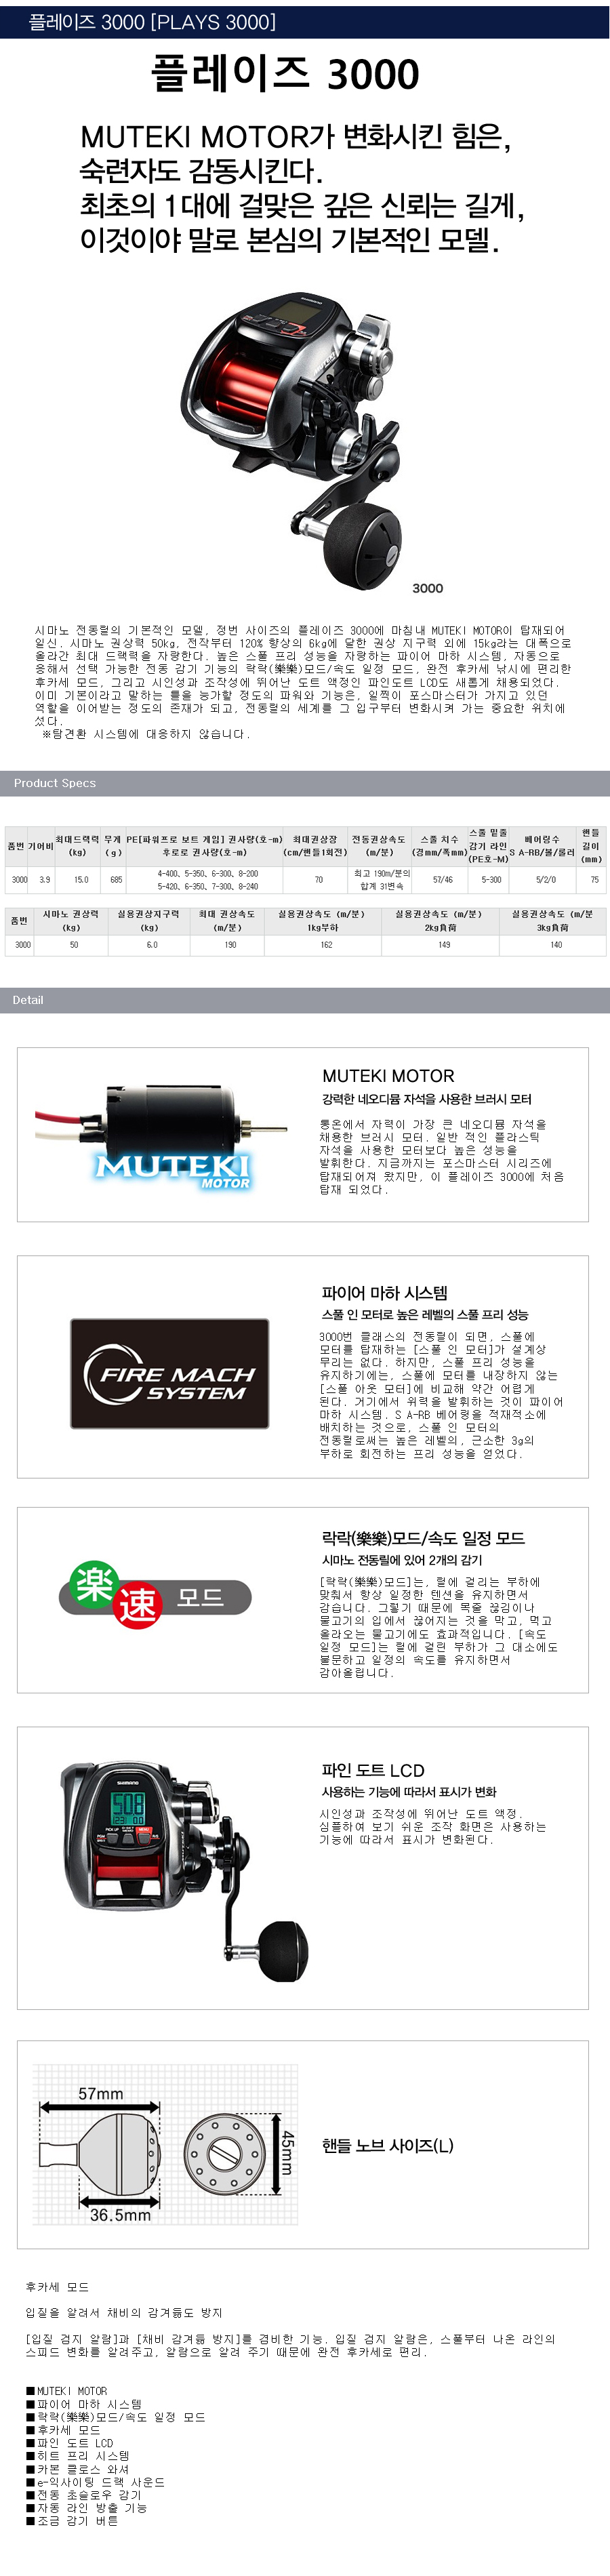 플레이즈 3000 [PLAYS 3000]
플레이즈 3000
MUTEKI MOTOR가 변화시킨 힘은,
숙련자도 감동시킨다.
최초의 1대에 걸맞은 깊은 신뢰는 길게,
이것이야 말로 본심의 기본적인 모델.
3000
시마노 전동릴의 기본적인 모델, 정번 사이즈의 플레이즈 3000에 마침내 MUTEKI MOTOR이 탑재되어
일신. 시마노 권상력 50kg, 전작부터 120% 향상의 6kg에 달한 권상 지구력 외에 15kg라는 대폭으로
올라간 최대 드랙력을 자랑한다. 높은 스풀 프리 성능을 자랑하는 파이어 마하 시스템, 자동으로
응해서 선택 가능한 전동 감기 기능의 락락(樂樂)모드/속도 일정 모드, 완전 후카세 낚시에 편리한
후카세 모드, 그리고 시인성과 조작성에 뛰어난 도트 액정인 파인도트 LCD도 새롭게 채용되었다.
이미 기본이라고 말하는 틀을 능가할 정도의 파워와 기능은, 일찍이 포스마스터가 가지고 있던
역할을 이어받는 정도의 존재가 되고, 전동릴의 세계를 그 입구부터 변화시켜 가는 중요한 위치에
섰다.
※탐견환 시스템에 대응하지 않습니다.
Product Specs
품번 기어비 최대드랙력 (kg) 무게 (g) PE[파워프로 보트 게임] 권사량(호-m) 후로로 권사량(호-m) 최대권상장 (cm/핸들1회전) 전동권상속도 (m/분) 스풀 치수 (경mm/폭mm) 스풀 밑줄 감기 라인 (PE호-M) 베어링수 S A-RB/볼/롤러 핸들 길이 (mm)
3000 3.9 15.0 685 4-400、5-350、6-300、8-200 5-420、6-350、7-300、8-240 70 최고 190m/분의 합계 31변속 57/46 5-300 5/2/0 75
품번 시마노 권상력 (kg) 실용권상지구력 (kg) 최대 권상속도 (m/분) 실용권상속도 (m/분) 1kg부하 실용권상속도 (m/분) 2kg負荷 실용권상속도 (m/분 3kg負荷
3000 50 6.0 190 162 149 140
Detail
MUTEKI MOTOR
강력한 네오디뮴 자석을 사용한 브러시 모터
통온에서 자력이 가장 큰 네오디뮴 자석을
채용한 브러시 모터. 일반 적인 플라스틱
자석을 사용한 모터보다 높은 성능을
발휘한다. 지금까지는 포스마스터 시리즈에
탑재되어져 왔지만, 이 플레이즈 3000에 처음
탑재 되었다.
MUTEKI
MOTOR
파이어 마하 시스템
스풀 인 모터로 높은 레벨의 스풀 프리 성능
3000번 클래스의 전동릴이 되면, 스풀에
모터를 탑재하는 [스풀 인 모터]가 설계상
무리는 없다. 하지만, 스풀 프리 성능을
유지하기에는, 스풀에 모터를 내장하지 않는
[스풀 아웃 모터]에 비교해 약간 어렵게
된다. 거기에서 위력을 발휘하는 것이 파이어
마하 시스템. S A-RB 베어링을 적재적소에
배치하는 것으로, 스풀 인 모터의
전동릴로써는 높은 레벨의, 근소한 3g의
부하로 회전하는 프리 성능을 얻었다.
FIRE MACH
SYSTEM
락락(樂樂)모드/속도 일정 모드
시마노 전동릴에 있어 2개의 감기
[락락(樂樂)모드]는, 릴에 걸리는 부하에
맞춰서 항상 일정한 텐션을 유지하면서
감습니다. 그렇기 때문에 목줄 끊김이나
물고기의 입에서 끊어지는 것을 막고, 먹고
올라오는 물고기에도 효과적입니다. [속도
일정 모드]는 릴에 걸린 부하가 그 대소에도
불문하고 일정의 속도를 유지하면서
감아올립니다.
楽 速 모드
파인 도트 LCD
사용하는 기능에 따라서 표시가 변화
시인성과 조작성에 뛰어난 도트 액정.
심플하여 보기 쉬운 조작 화면은 사용하는
기능에 따라서 표시가 변화된다.
SHIMANO
50.8
57mm
45mm
36.5mm
핸들 노브 사이즈(L)
후카세 모드
입질을 알려서 채비의 감겨듦도 방지
[입질 검지 알람]과 [채비 감겨듦 방지]를 겸비한 기능. 입질 검지 알람은, 스풀부터 나온 라인의
스피드 변화를 알려주고, 알람으로 알려 주기 때문에 완전 후카세로 편리.
■MUTEKI MOTOR
■파이어 마하 시스템
■락락(樂樂)모드/속도 일정 모드
■후카세 모드
■파인 도트 LCD
■히트 프리 시스템
■카본 클로스 와셔
■e-익사이팅 드랙 사운드
■전동 초슬로우 감기
■자동 라인 방출 기능
■조금 감기 버튼